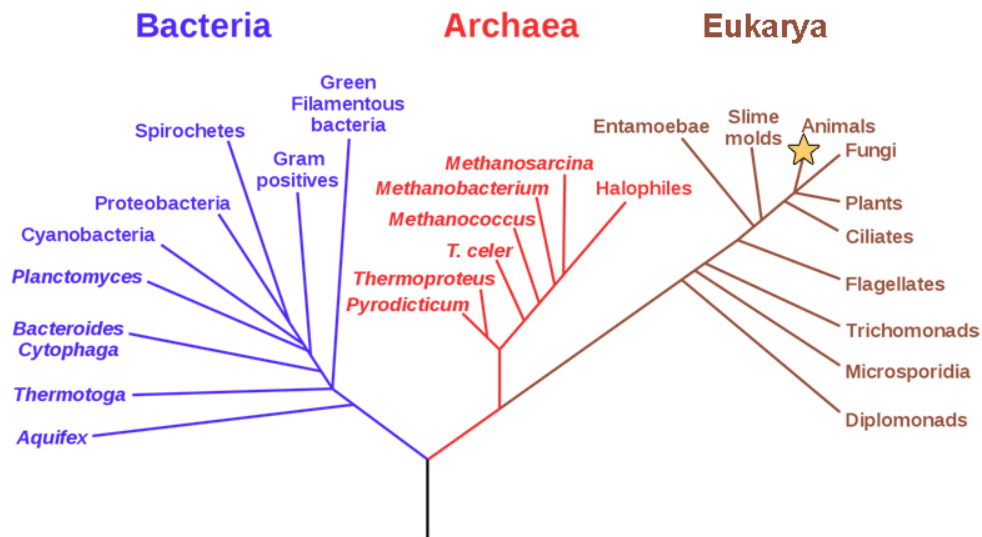 Bacteria
Archaea
Eukarya
Green
Filamentous
bacteria
Spirochetes
Gram
positives
Proteobacteria
Cyanobacteria
Planctomyces
Bacteroides
Cytophaga
Thermotoga
Aquifex
Methanosarcina
Methanobacterium
Halophiles
Methanococcus
T. celer
Thermoproteus
Pyrodicticum
Entamoebae
Slime
molds
Animals
Fungi
Plants
Ciliates
Flagellates
Trichomonads
Microsporidia
Diplomonads